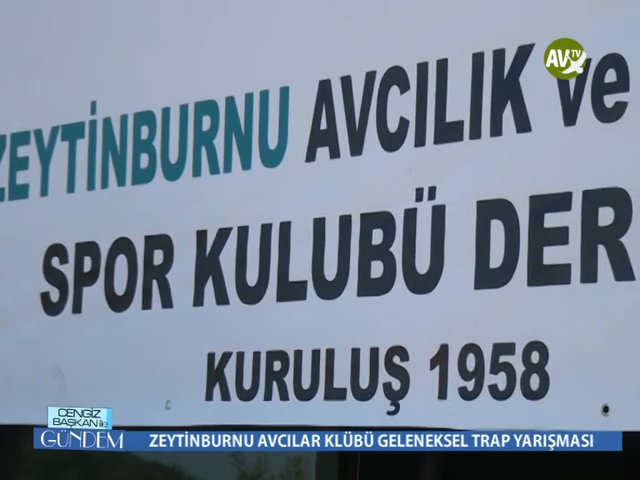 AV TV
ZEYTİNBURNU AVCILIK ve
SPOR KULUBÜ DER
KURULUŞ 1958
CENGİZ
BAŞKAN ile
GÜNDEM
ZEYTİNBURNU AVCILAR KLÜBÜ GELENEKSEL TRAP YARIŞMASI